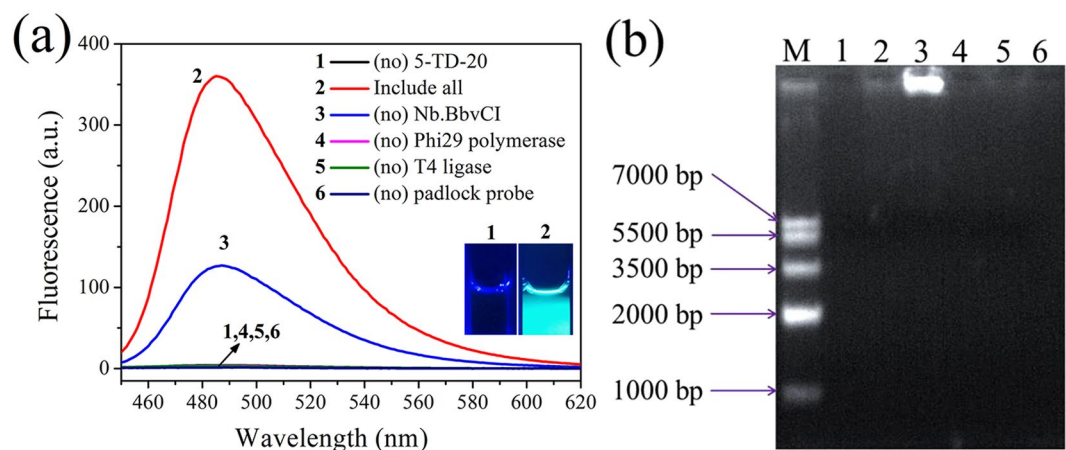 (a)
400
300
200
100
0
Fluorescence (a.u.)
460 480 500 520 540 560 580 600 620
Wavelength (nm)
1 (no) 5-TD-20
2 Include all
3 (no) Nb.BbvCI
4 (no) Phi29 polymerase
5 (no) T4 ligase
6 (no) padlock probe
2
3
1,4,5,6
1 2
(b)
M 1 2 3 4 5 6
7000 bp
5500 bp
3500 bp
2000 bp
1000 bp